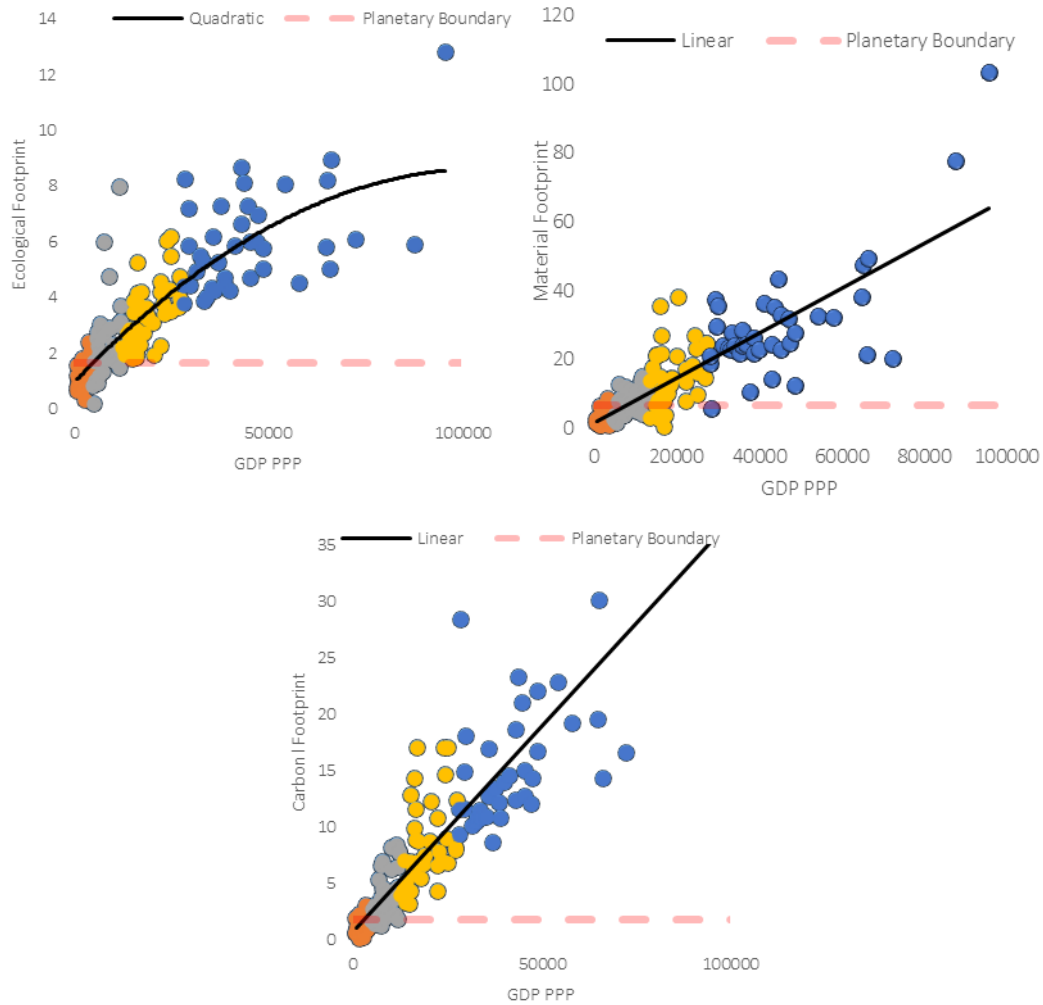 Quadratic Planetary Boundary
14
12
10
8
6
4
2
0
Ecological Footprint
0 50000 100000
GDP PPP
Linear Planetary Boundary
120
100
80
60
40
20
0
Material Footprint
0 20000 40000 60000 80000 100000
GDP PPP
Linear Planetary Boundary
35
30
25
20
15
10
5
0
Carbon l Footprint
0 50000 100000
GDP PPP